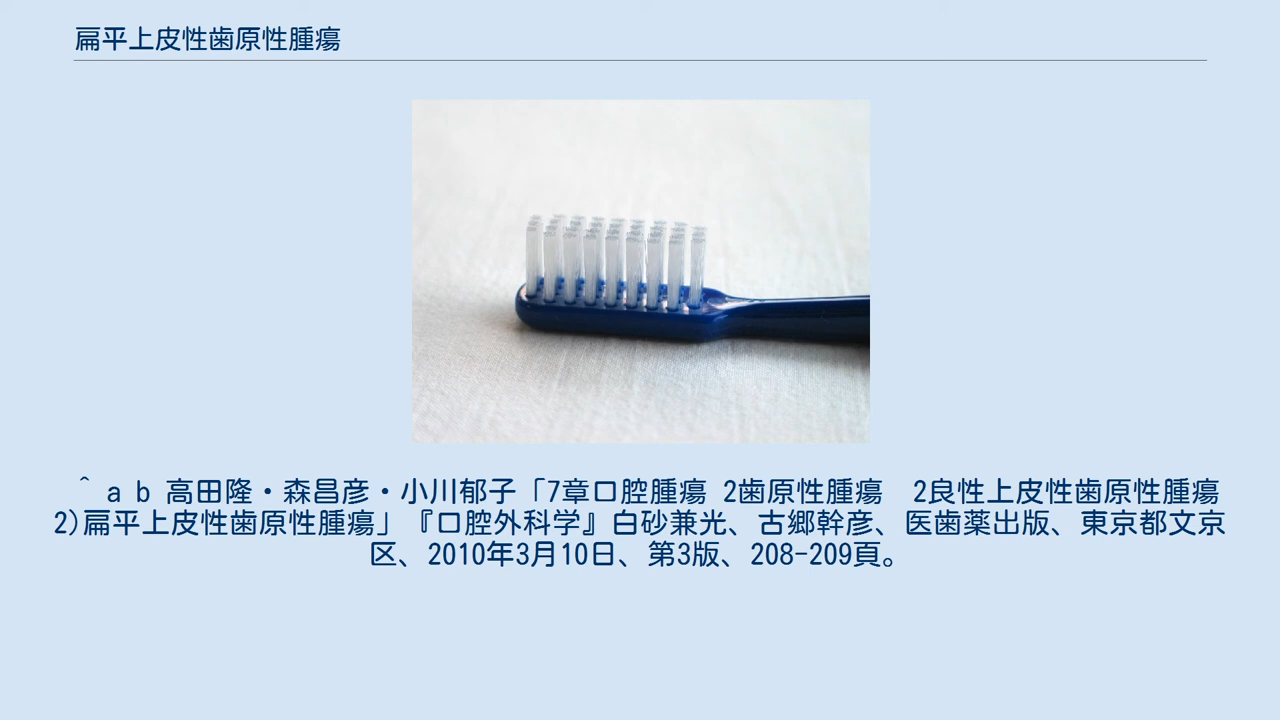 扁平上皮性歯原性腫瘍
^ a b 高田隆・森昌彦・小川郁子「7章口腔腫瘍 2歯原性腫瘍　2良性上皮性歯原性腫瘍
2)扁平上皮性歯原性腫瘍」『口腔外科学』白砂兼光、古郷幹彦、医歯薬出版、東京都文京
区、2010年3月10日、第3版、208-209頁。